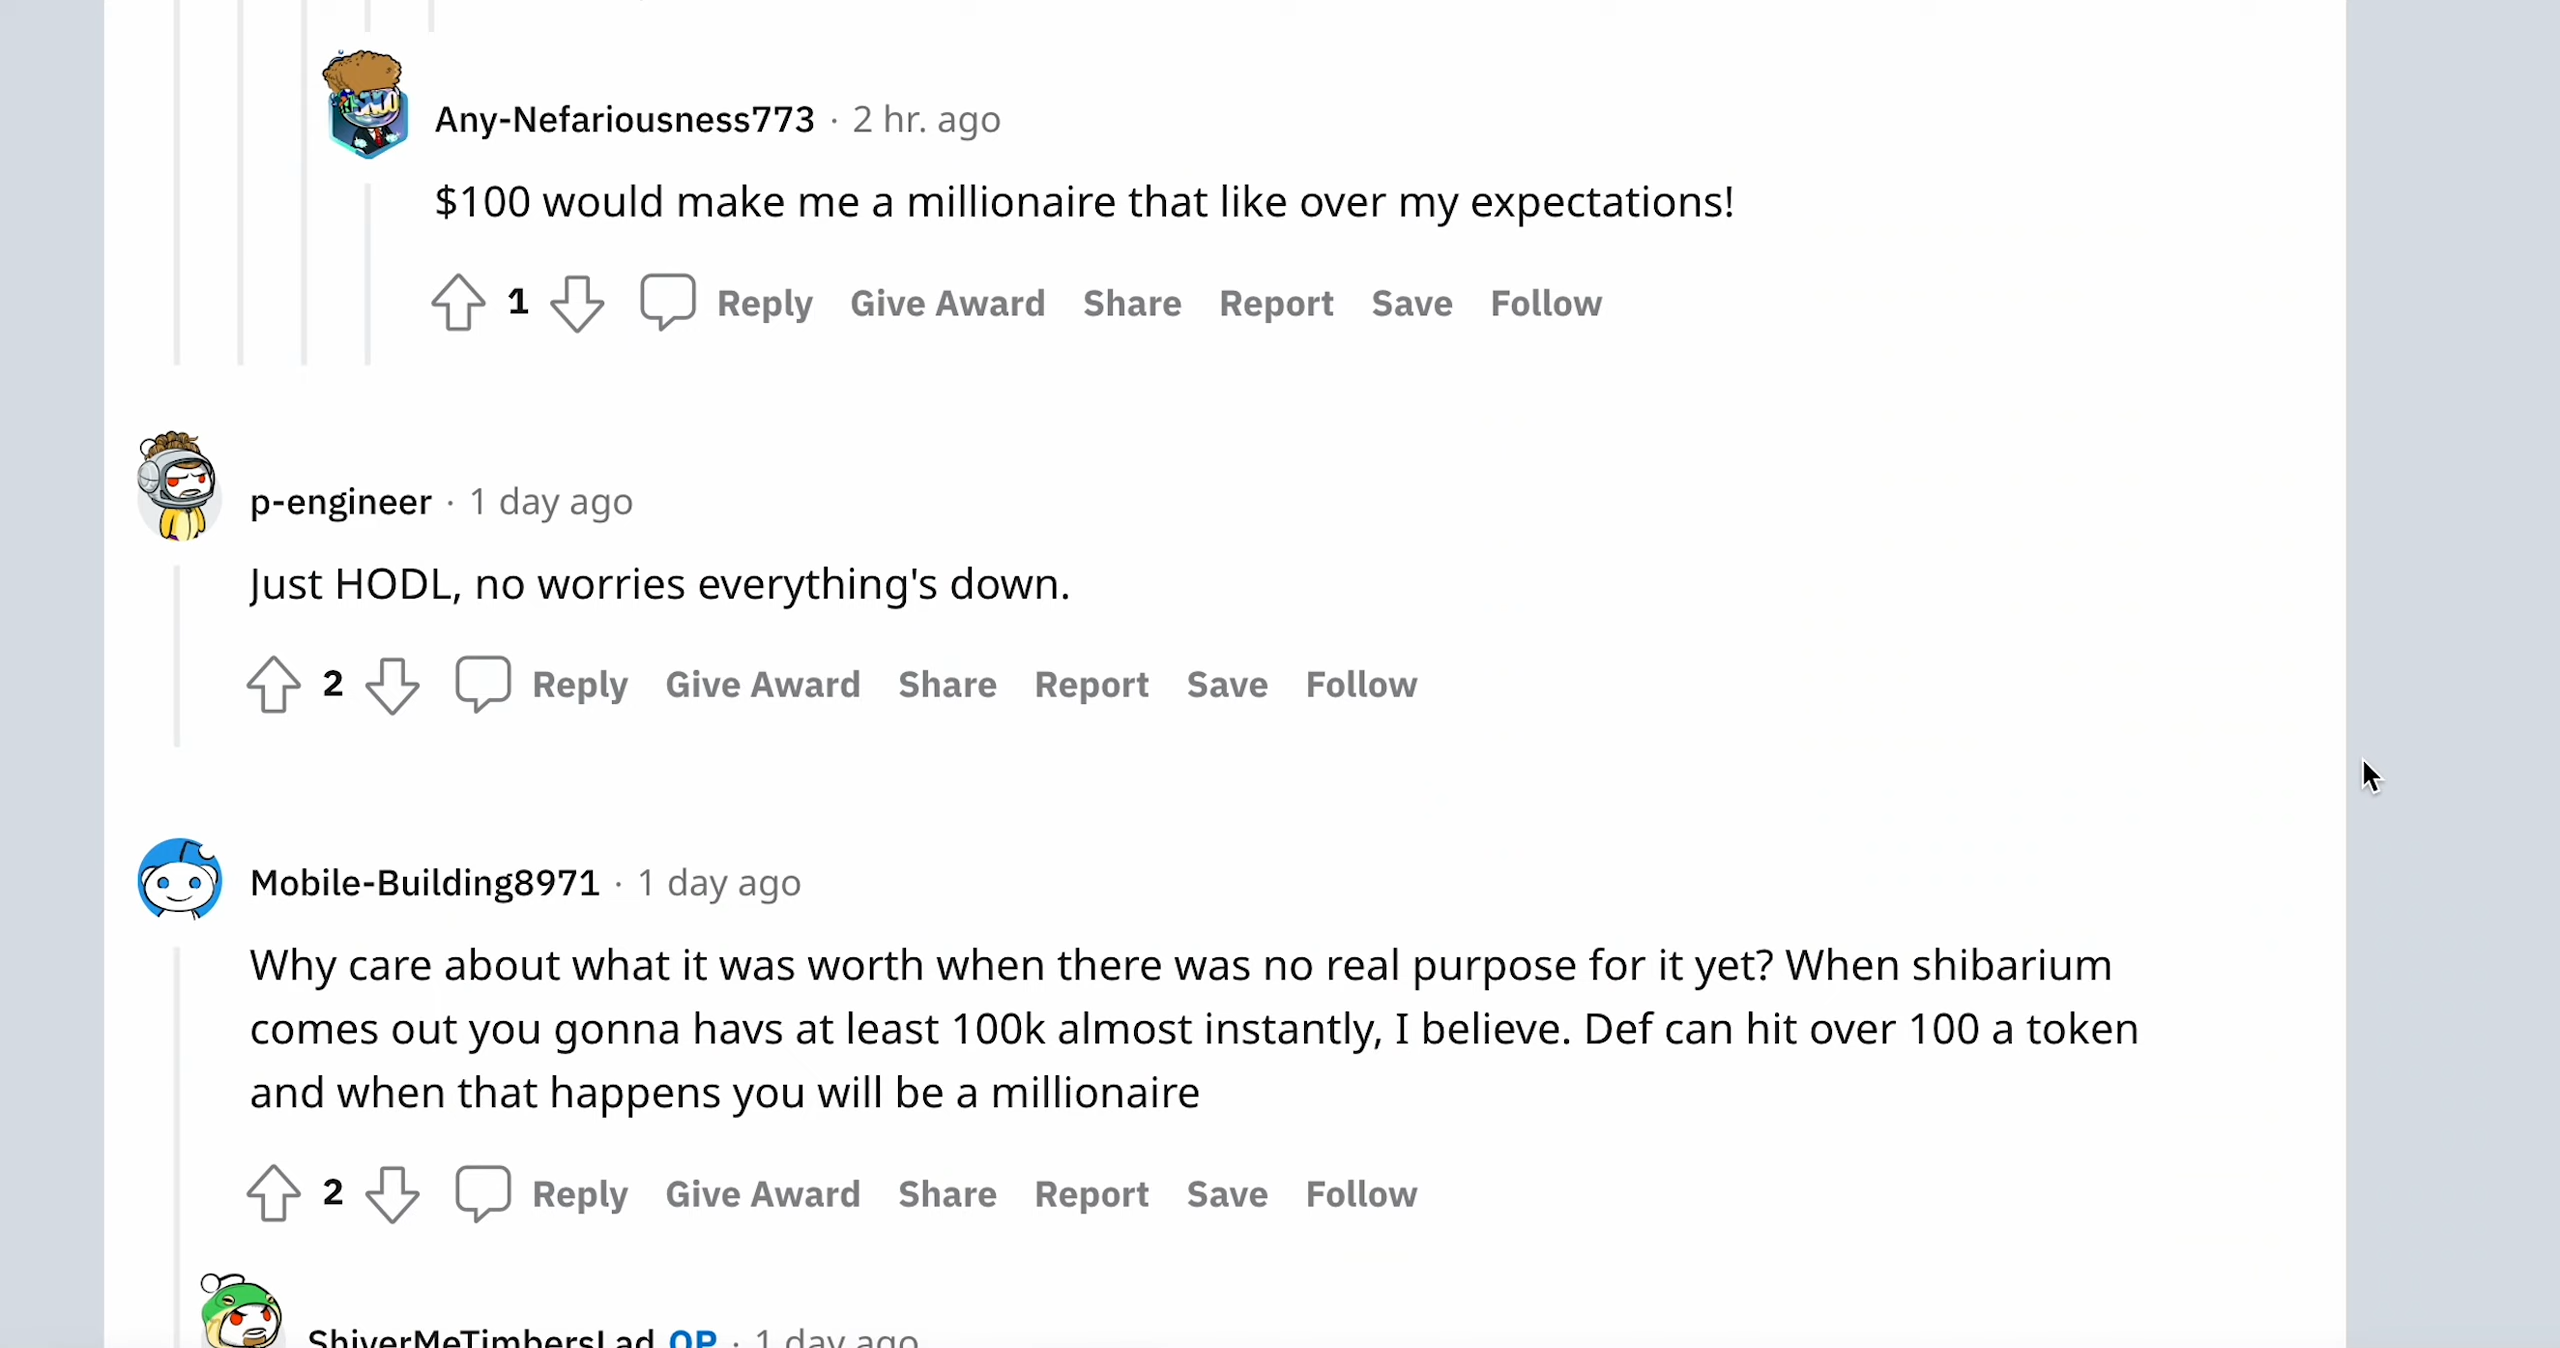 Any-Nefariousness773 · 2 hr. ago
$100 would make me a millionaire that like over my expectations!
1 Reply Give Award Share Report Save Follow
p-engineer · 1 day ago
Just HODL, no worries everything's down.
2 Reply Give Award Share Report Save Follow
Mobile-Building8971 · 1 day ago
Why care about what it was worth when there was no real purpose for it yet? When shibarium
comes out you gonna havs at least 100k almost instantly, I believe. Def can hit over 100 a token
and when that happens you will be a millionaire
2 Reply Give Award Share Report Save Follow
ShiverMeTimbersLad OP · 1 day ago